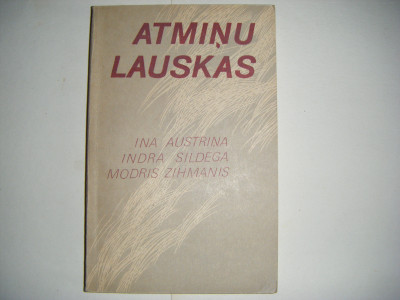 ATMIŅU
LAUSKAS
INA AUSTRIŅA
INDRA SILDEGA
MODRIS ZIHMANIS